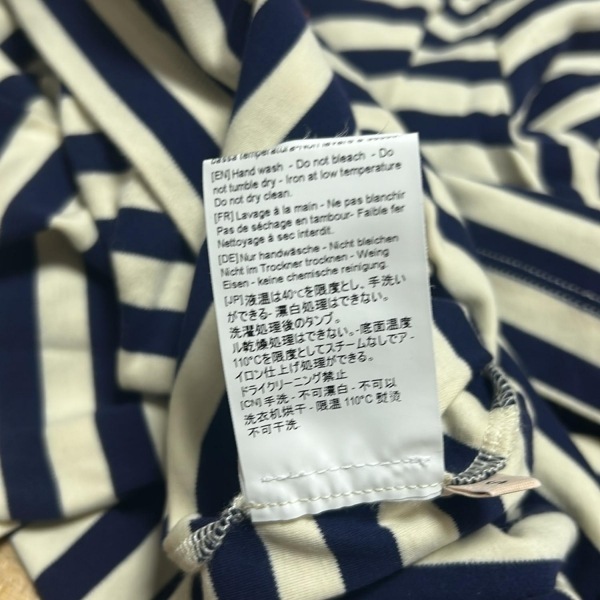 bassa temperatura-Non lavare a secco
[EN] Hand wash - Do not bleach - Do
not tumble dry - Iron at low temperature
Do not dry clean.
[FR] Lavage à la main - Ne pas blanchir
Pas de séchage en tambour- Faible fer
Nettoyage à sec interdit.
[DE] Nur handwäsche - Nicht bleichen
Nicht im Trockner trocknen - Weing
Eisen - keine chemische reinigung.
[JP] 液温は40℃を限度とし、手洗い
ができる- 漂白処理はできない。
洗濯処理後のタンブ。
ル乾燥処理はできない。-底面温度
110℃を限度としてスチームなしでア-
イロン仕上げ処理ができる。
ドライクリーニング禁止
[CN] 手洗 - 不可漂白 - 不可以
洗衣机烘干 - 限温 110℃ 熨烫
不可干洗